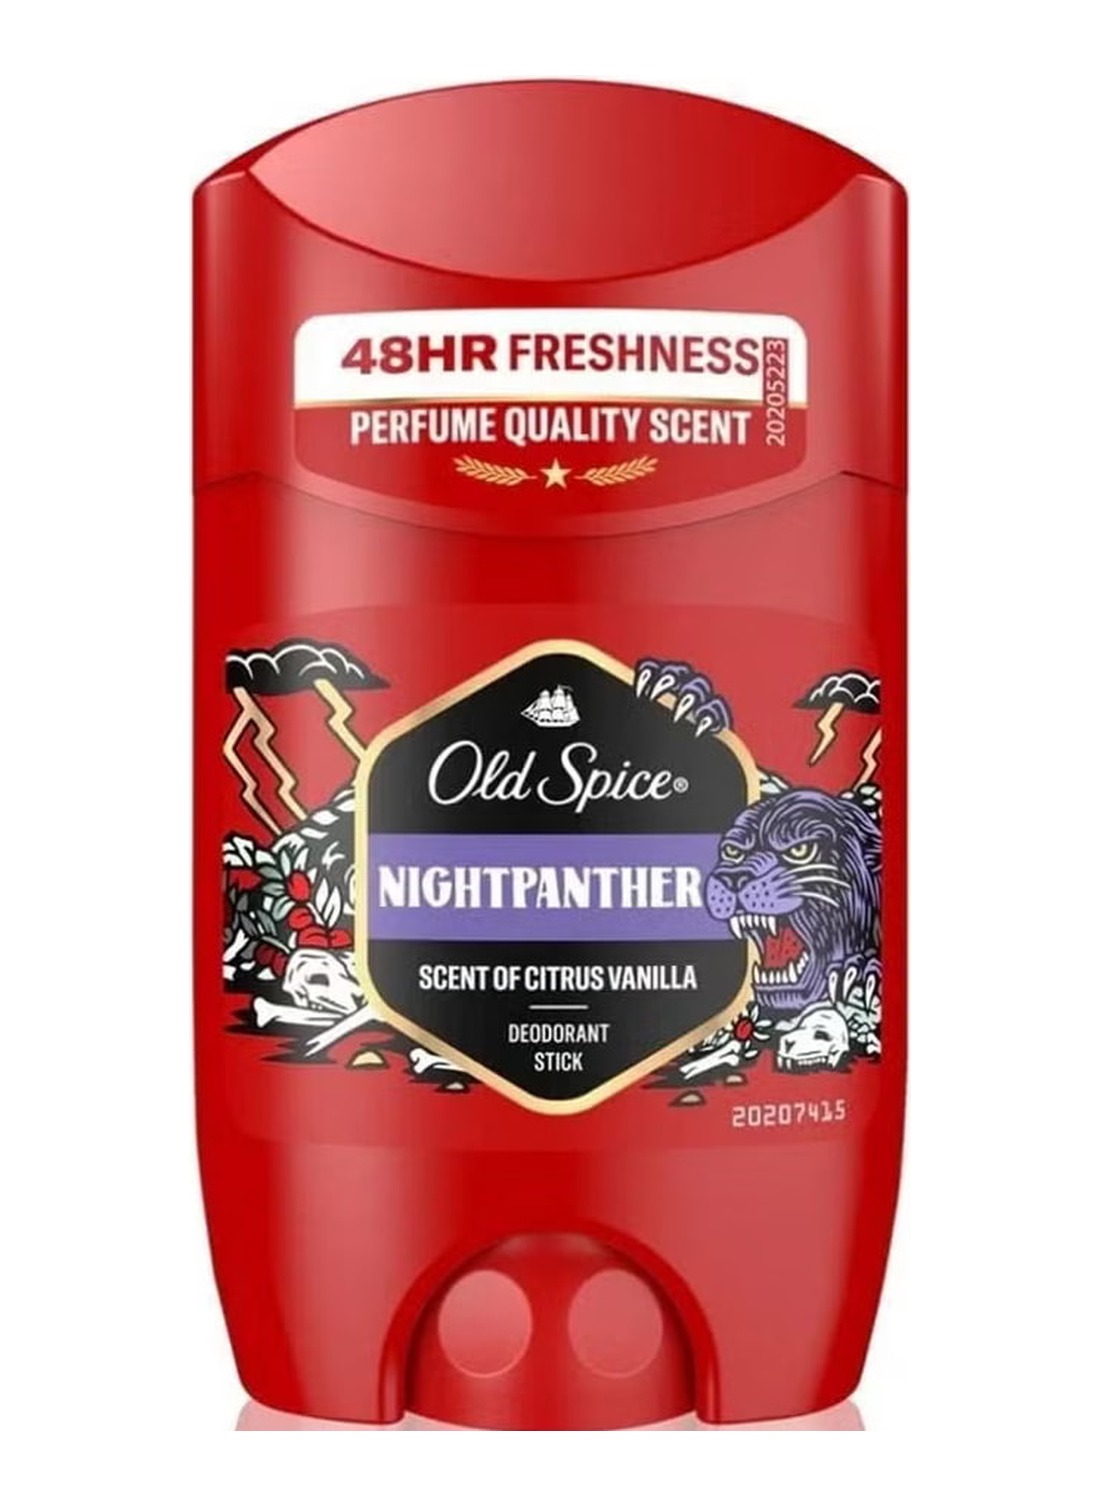 48HR FRESHNESS
20205223
PERFUME QUALITY SCENT
Old Spice®
NIGHTPANTHER
SCENT OF CITRUS VANILLA
DEODORANT
STICK
20207415